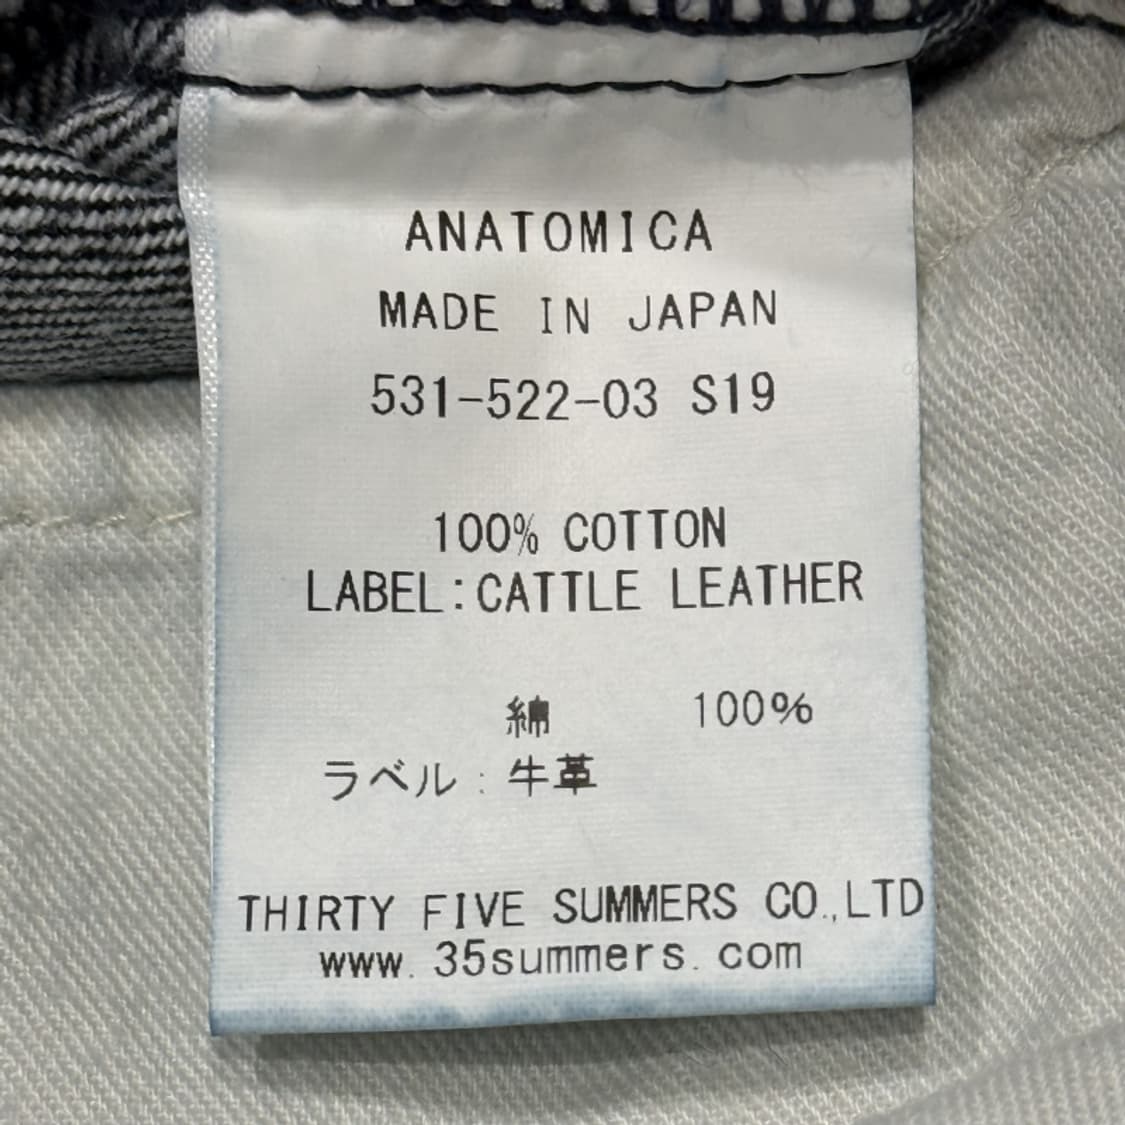 ANATOMICA
MADE IN JAPAN
531-522-03 S19
100% COTTON
LABEL:CATTLE LEATHER
綿 100%
ラベル:牛革
THIRTY FIVE SUMMERS CO.,LTD
www.35summers.com